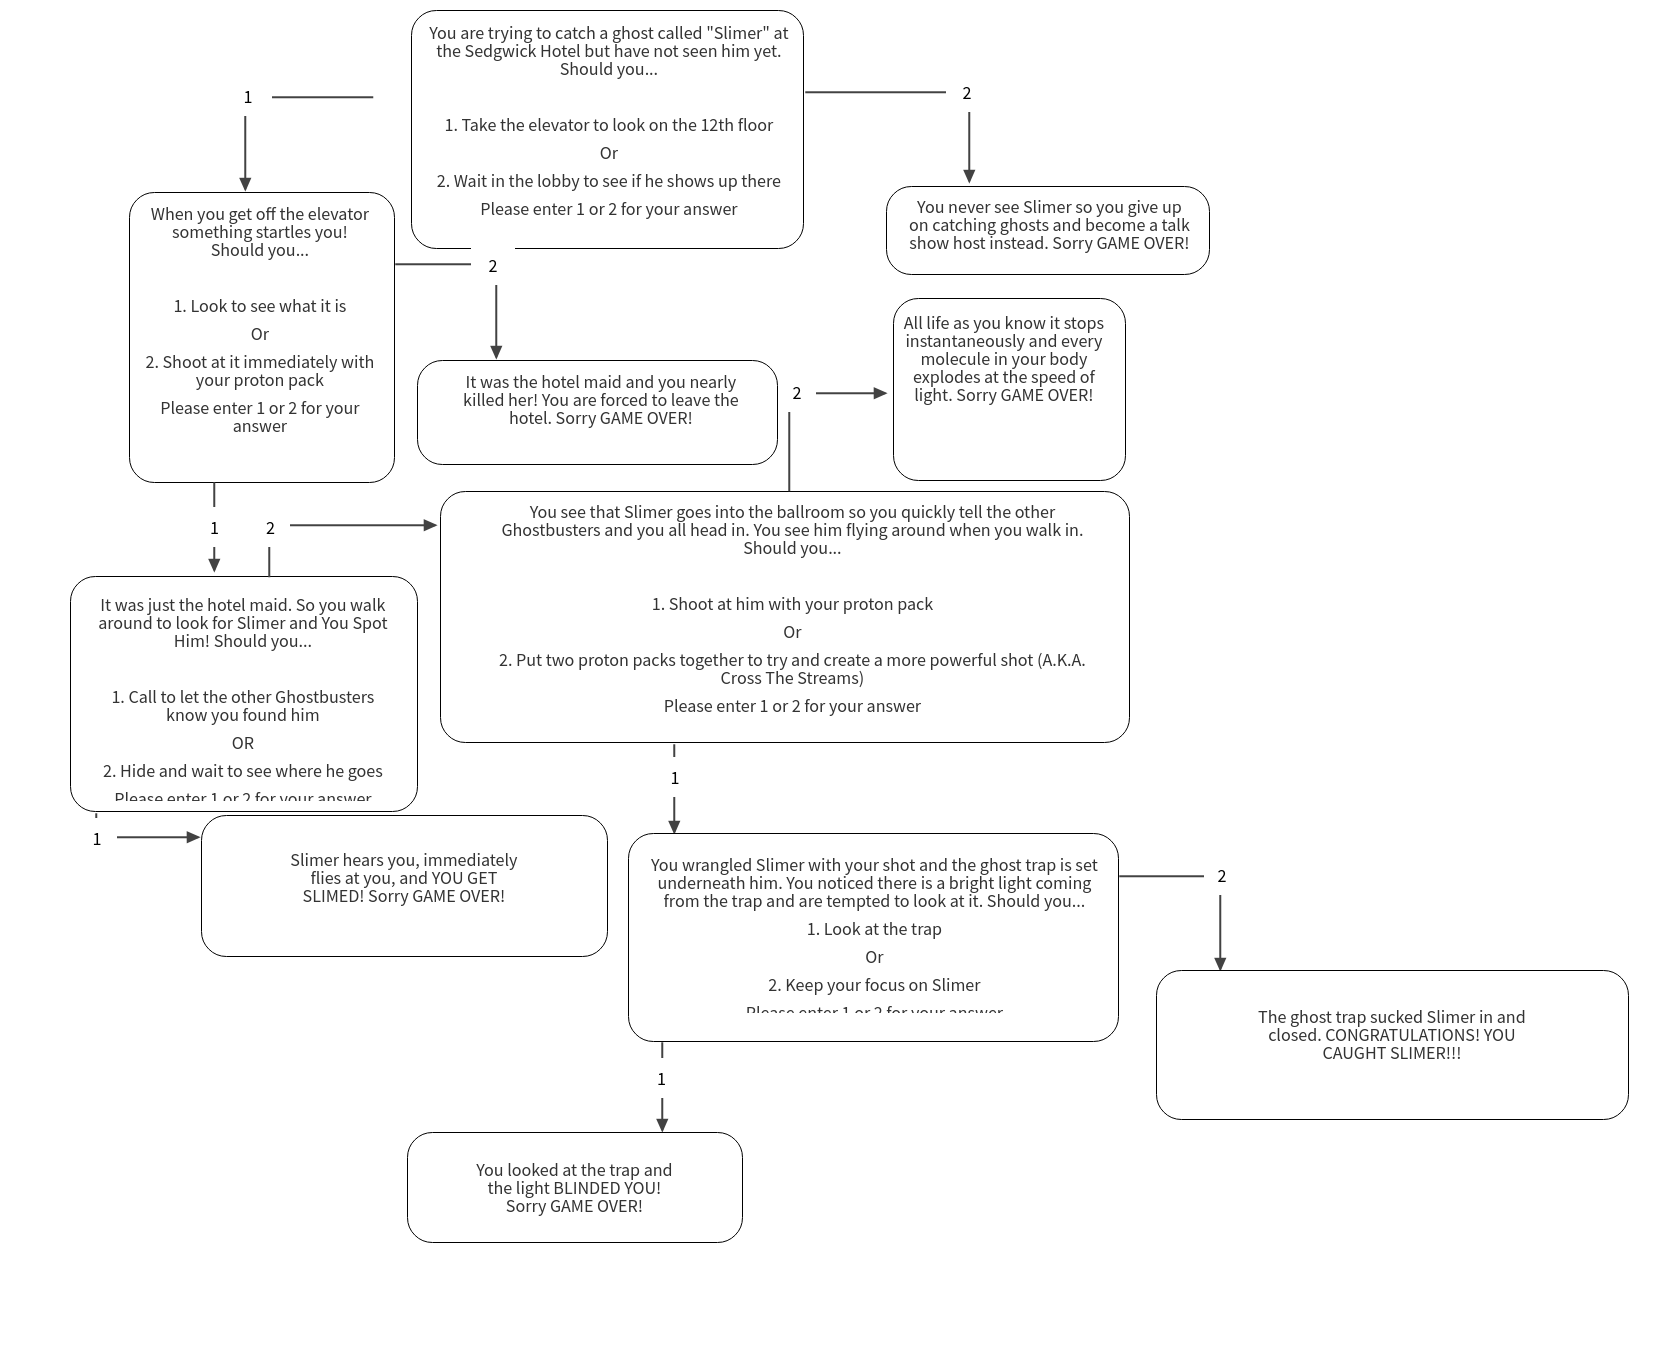 You are trying to catch a ghost called "Slimer" at
the Sedgwick Hotel but have not seen him yet.
Should you...
1. Take the elevator to look on the 12th floor
Or
2. Wait in the lobby to see if he shows up there
Please enter 1 or 2 for your answer
1
2
When you get off the elevator
something startles you!
Should you...
1. Look to see what it is
Or
2. Shoot at it immediately with
your proton pack
Please enter 1 or 2 for your
answer
You never see Slimer so you give up
on catching ghosts and become a talk
show host instead. Sorry GAME OVER!
2
It was the hotel maid and you nearly
killed her! You are forced to leave the
hotel. Sorry GAME OVER!
2
All life as you know it stops
instantaneously and every
molecule in your body
explodes at the speed of
light. Sorry GAME OVER!
1
2
You see that Slimer goes into the ballroom so you quickly tell the other
Ghostbusters and you all head in. You see him flying around when you walk in.
Should you...
1. Shoot at him with your proton pack
Or
2. Put two proton packs together to try and create a more powerful shot (A.K.A.
Cross The Streams)
Please enter 1 or 2 for your answer
It was just the hotel maid. So you walk
around to look for Slimer and You Spot
Him! Should you...
1. Call to let the other Ghostbusters
know you found him
OR
2. Hide and wait to see where he goes
Please enter 1 or 2 for your answer
1
1
Slimer hears you, immediately
flies at you, and YOU GET
SLIMED! Sorry GAME OVER!
You wrangled Slimer with your shot and the ghost trap is set
underneath him. You noticed there is a bright light coming
from the trap and are tempted to look at it. Should you...
1. Look at the trap
Or
2. Keep your focus on Slimer
Please enter 1 or 2 for your answer
2
The ghost trap sucked Slimer in and
closed. CONGRATULATIONS! YOU
CAUGHT SLIMER!!!
1
You looked at the trap and
the light BLINDED YOU!
Sorry GAME OVER!